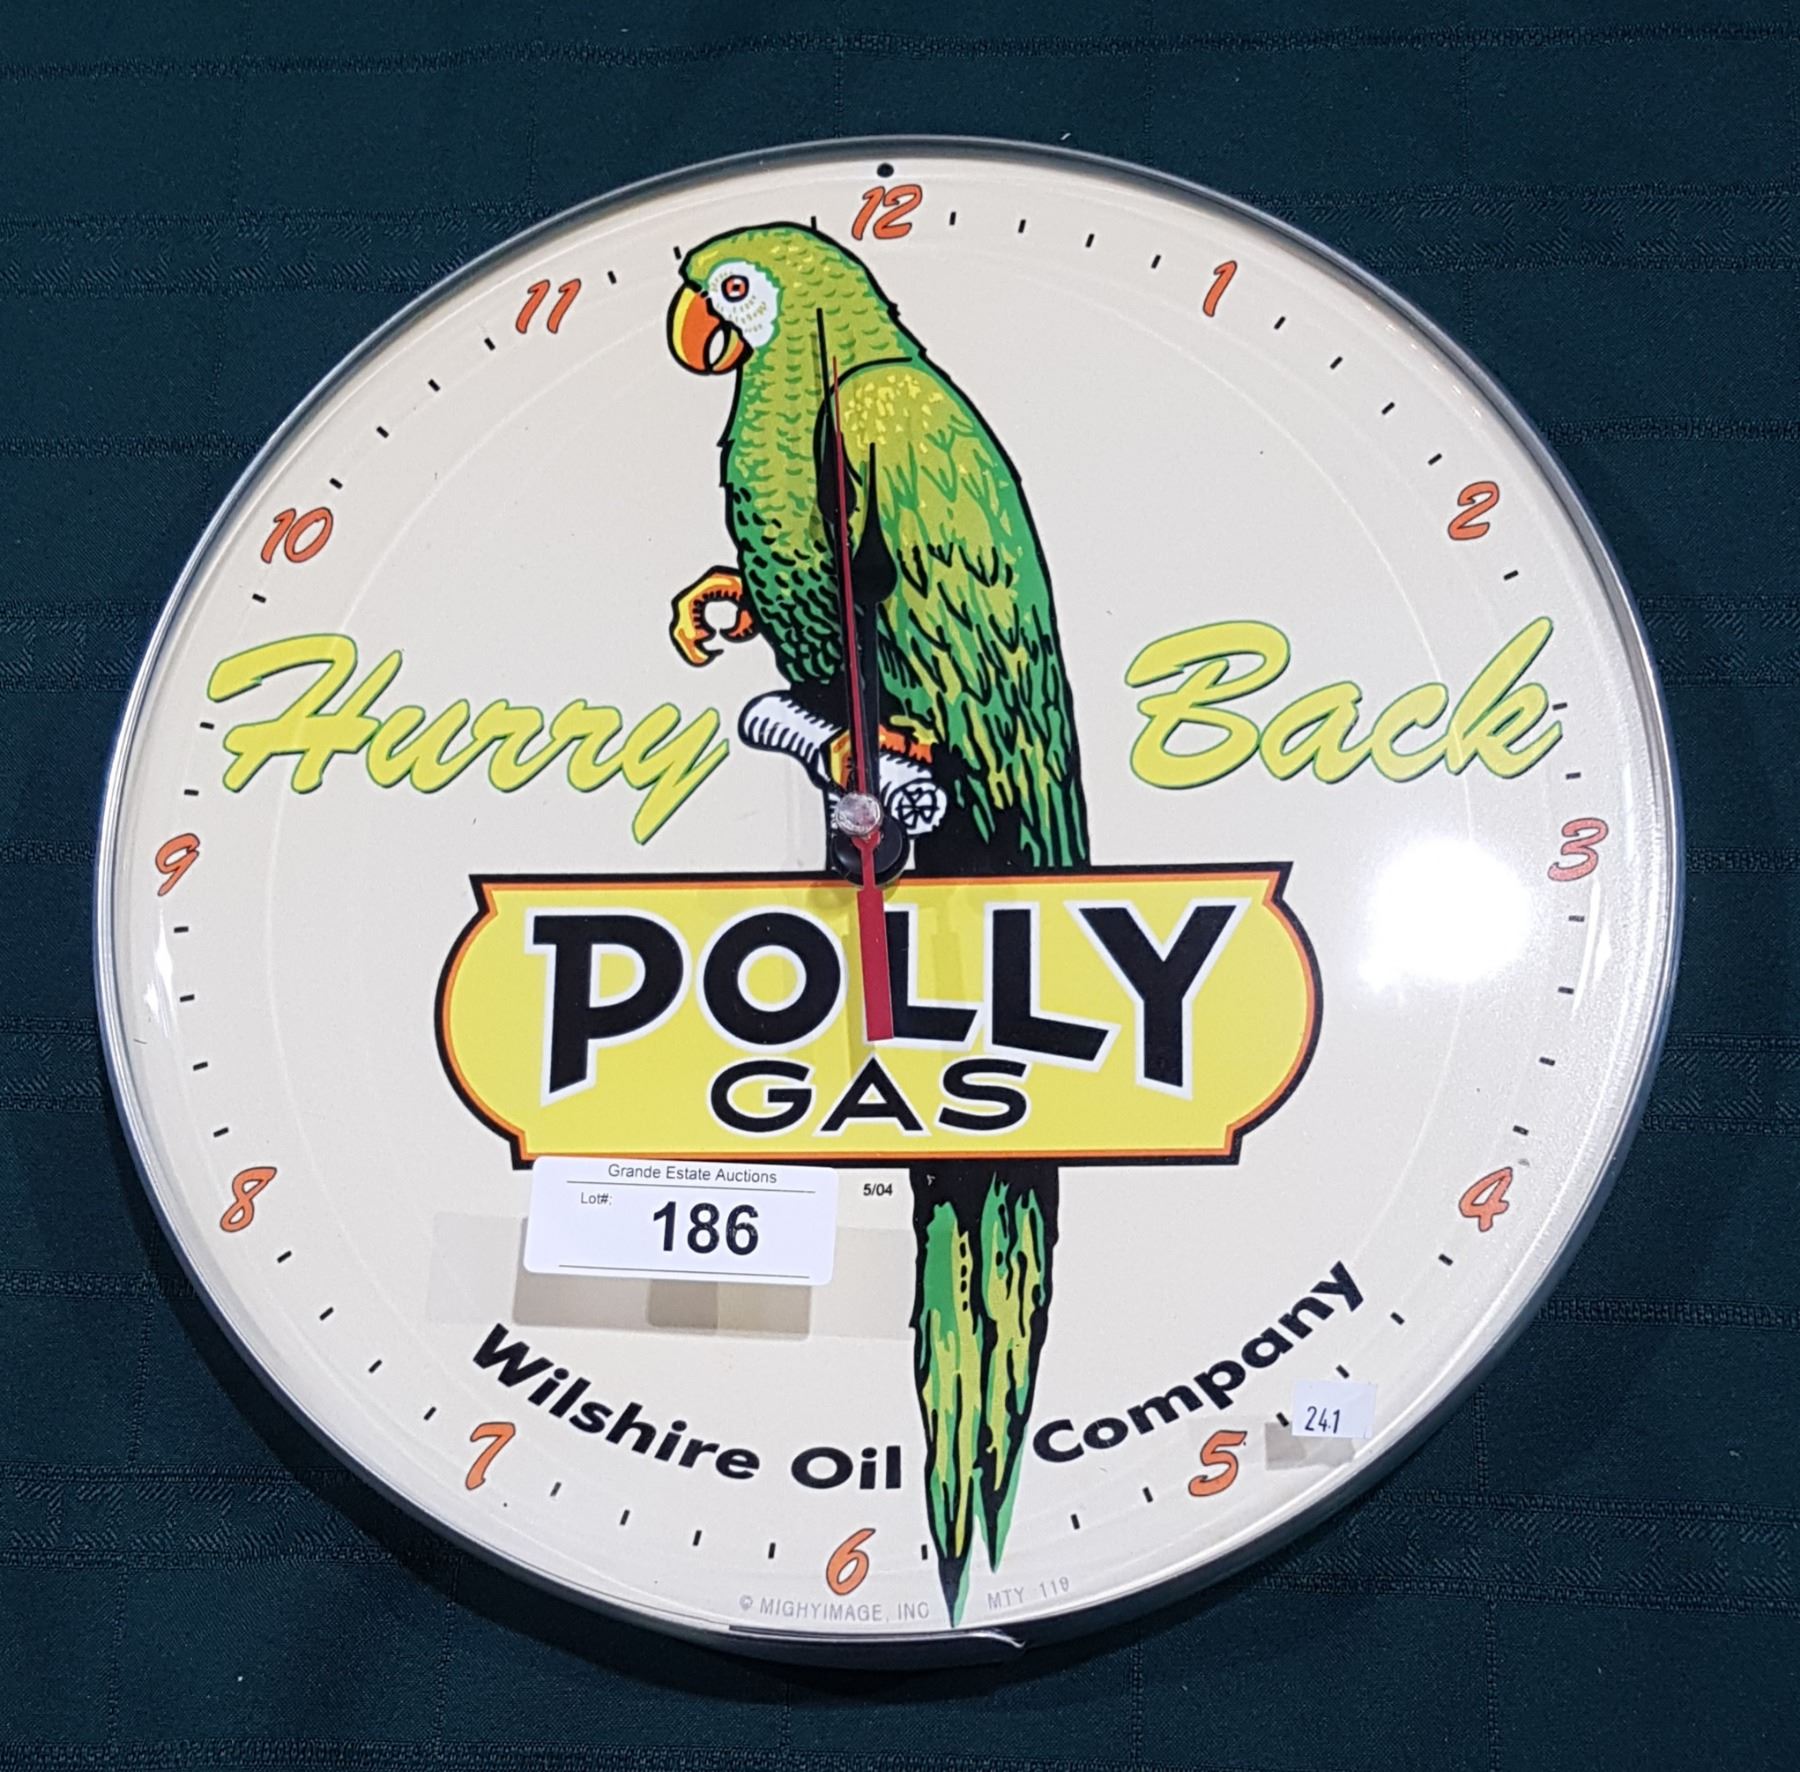 12
11
1
10
2
Hurry Back
9
3
POLLY
GAS
8
4
Grande Estate Auctions
Lot#:
186
5/04
Wilshire Oil Company
241
7
5
6
© MIGHYIMAGE, INC
MTY 119